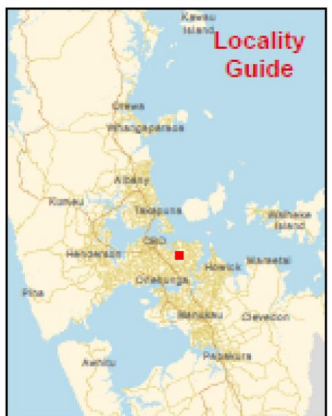 Kawau
Island
Locality
Guide
Orewa
Whangaparaoa
Albany
Kumeu
Takapuna
Waiheke
Island
CBD
Henderson
Howick
Maraetai
Onehunga
Piha
Manukau
Clevedon
Awhitu
Papakura